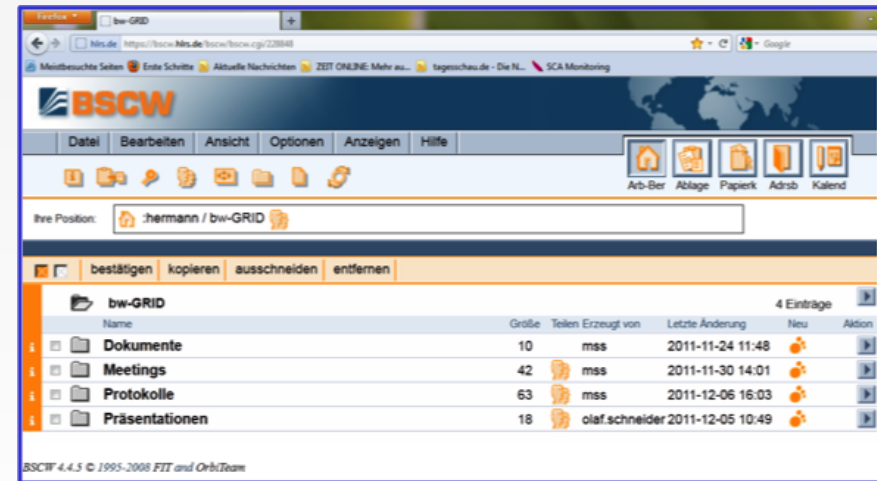 Firefox
bw-GRID
+
hlrs.de https://bscw.hlrs.de/bscw/bscw.cgi/228848
Google
Meistbesuchte Seiten Erste Schritte Aktuelle Nachrichten ZEIT ONLINE: Mehr au... tagesschau.de - Die N... SCA Monitoring
BSCW
Datei Bearbeiten Ansicht Optionen Anzeigen Hilfe
Arb-Ber Ablage Papierk Adrsb Kalend
Ihre Position: :hermann / bw-GRID
bestätigen kopieren ausschneiden entfernen
bw-GRID 4 Einträge
Name Größe Teilen Erzeugt von Letzte Änderung Neu Aktion
Dokumente 10 mss 2011-11-24 11:48
Meetings 42 mss 2011-11-30 14:01
Protokolle 63 mss 2011-12-06 16:03
Präsentationen 18 olaf.schneider 2011-12-05 10:49
BSCW 4.4.5 © 1995-2008 FIT and OrbiTeam